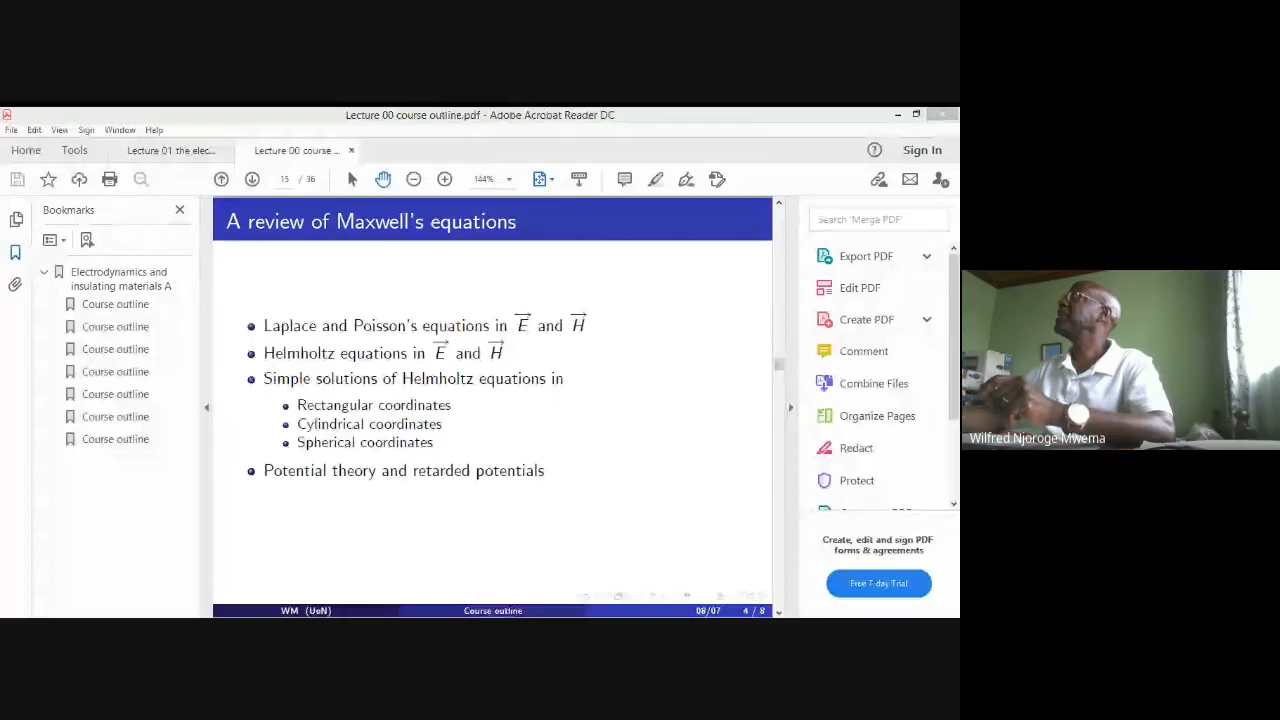 Lecture 00 course outline.pdf - Adobe Acrobat Reader DC
File Edit View Sign Window Help
Home Tools Lecture 01 the elec... Lecture 00 course... × Sign In
15 / 36 144%
Bookmarks
Electrodynamics and
insulating materials A
Course outline
Course outline
Course outline
Course outline
Course outline
Course outline
Course outline
A review of Maxwell's equations
Laplace and Poisson's equations in E and H
Helmholtz equations in E and H
Simple solutions of Helmholtz equations in
Rectangular coordinates
Cylindrical coordinates
Spherical coordinates
Potential theory and retarded potentials
WM (UoN) Course outline 08/07 4 / 8
Search 'Merge PDF'
Export PDF
Edit PDF
Create PDF
Comment
Combine Files
Organize Pages
Redact
Protect
Create, edit and sign PDF
forms & agreements
Free 7-day Trial
Wilfred Njoroge Mwema